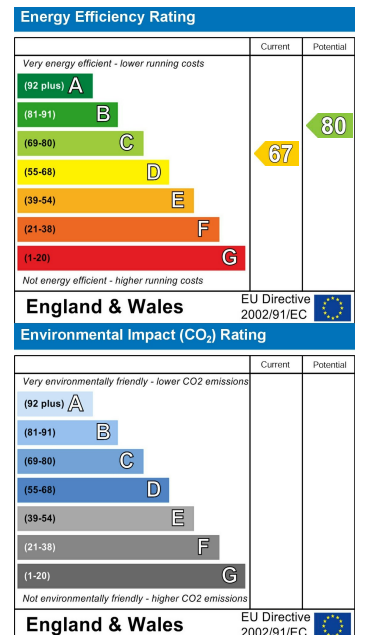 Energy Efficiency Rating
Current Potential
Very energy efficient - lower running costs
(92 plus) A
(81-91) B
(69-80) C
(55-68) D
(39-54) E
(21-38) F
(1-20) G
67
80
Not energy efficient - higher running costs
England & Wales
EU Directive
2002/91/EC
Environmental Impact (CO₂) Rating
Current Potential
Very environmentally friendly - lower CO2 emissions
(92 plus) A
(81-91) B
(69-80) C
(55-68) D
(39-54) E
(21-38) F
(1-20) G
Not environmentally friendly - higher CO2 emissions
England & Wales
EU Directive
2002/91/EC